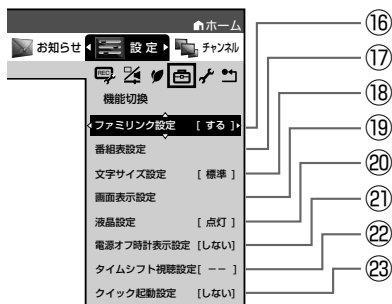 ホーム
お知らせ 設定 チャンネル
REC
機能切換
ファミリンク設定 [ する ] ⑯
番組表設定 ⑰
文字サイズ設定 [ 標準 ] ⑱
画面表示設定 ⑲
液晶設定 [ 点灯 ] ⑳
電源オフ時計表示設定 [しない] ㉑
タイムシフト視聴設定[ −− ] ㉒
クイック起動設定 [しない] ㉓